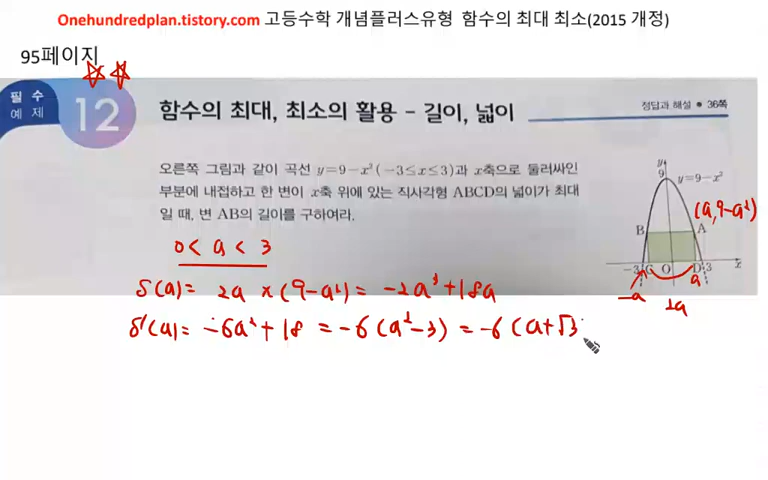 Onehundredplan.tistory.com 고등수학 개념플러스유형 함수의 최대 최소(2015 개정)
95페이지
필수 예제 12 함수의 최대, 최소의 활용 - 길이, 넓이
정답과 해설 • 36쪽
오른쪽 그림과 같이 곡선 y=9-x²(-3≤x≤3)과 x축으로 둘러싸인
부분에 내접하고 한 변이 x축 위에 있는 직사각형 ABCD의 넓이가 최대
일 때, 변 AB의 길이를 구하여라.
y
9
y=9-x²
(a, 9-a²)
B
A
-3
C
O
D
3
x
-a
a
2a
0 < a < 3
S(a) = 2a × (9-a²) = -2a³+18a
S'(a) = -6a²+18 = -6(a²-3) = -6(a+√3